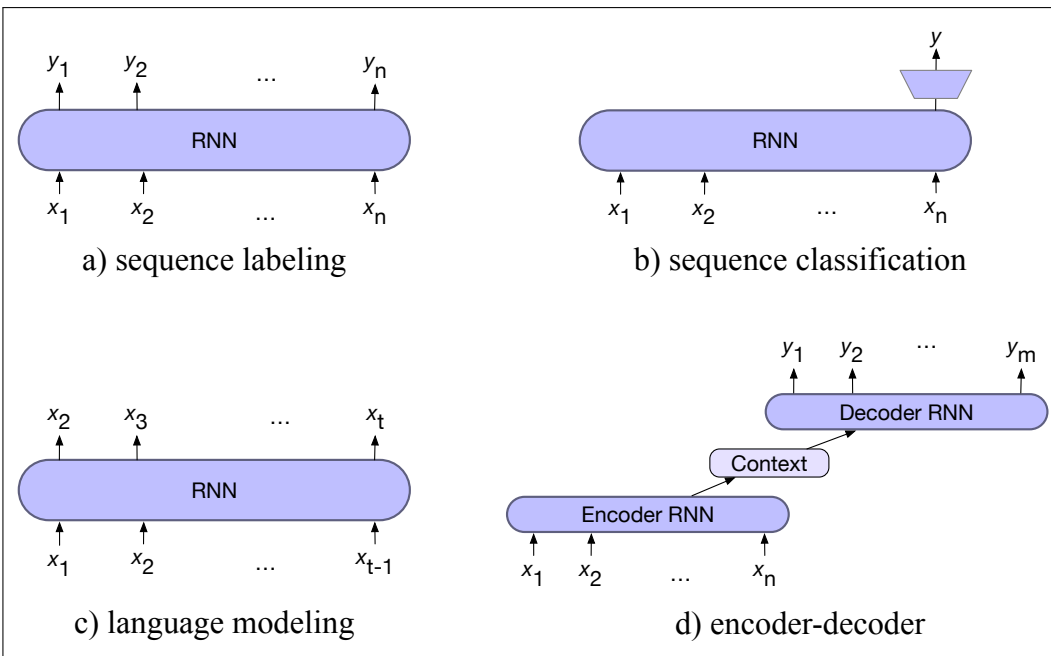 y1 y2 ... yn
RNN
x1 x2 ... xn
a) sequence labeling
y
RNN
x1 x2 ... xn
b) sequence classification
x2 x3 ... xt
RNN
x1 x2 ... xt-1
c) language modeling
y1 y2 ... ym
Decoder RNN
Context
Encoder RNN
x1 x2 ... xn
d) encoder-decoder